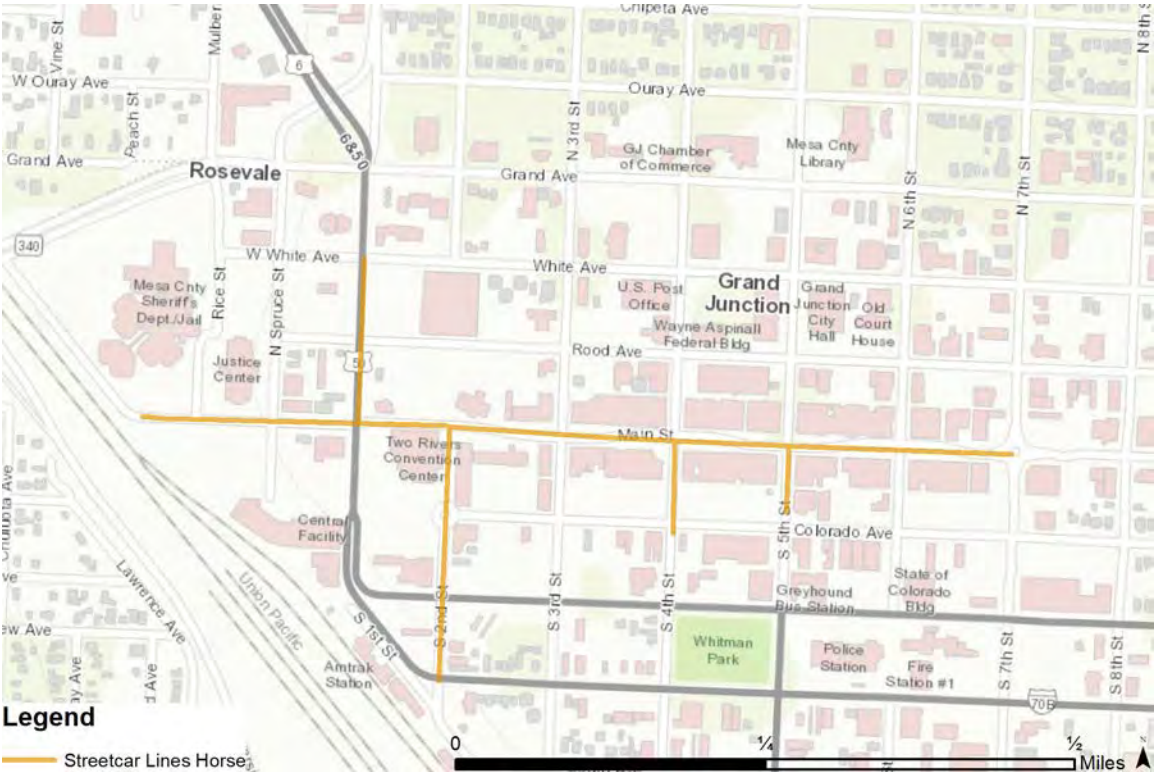 Chipeta Ave
N 8th S
Vine St
Mulber
6
W Ouray Ave
Ouray Ave
Peach St
6&50
N 3rd St
Grand Ave
Rosevale
GJ Chamber
of Commerce
Mesa Cnty
Library
Grand Ave
N 6th St
N 7th St
340
W White Ave
White Ave
Mesa Cnty
Sheriff's
Dept./Jail
Rice St
N Spruce St
U.S. Post
Office
Grand
Junction
Grand
Junction
City
Hall
Old
Court
House
Wayne Aspinall
Federal Bldg
Rood Ave
Justice
Center
50
Main St
Two Rivers
Convention
Center
Central
Facility
S 5th St
Colorado Ave
Lawrence Ave
Union Pacific
S 1st St
S 2nd St
S 3rd St
S 4th St
Greyhound
Bus Station
State of
Colorado
Bldg
ew Ave
ay Ave
d Ave
Amtrak
Station
Whitman
Park
Police
Station
Fire
Station #1
S 7th St
S 8th St
70B
Legend
Streetcar Lines Horse
0
¼
½
Miles